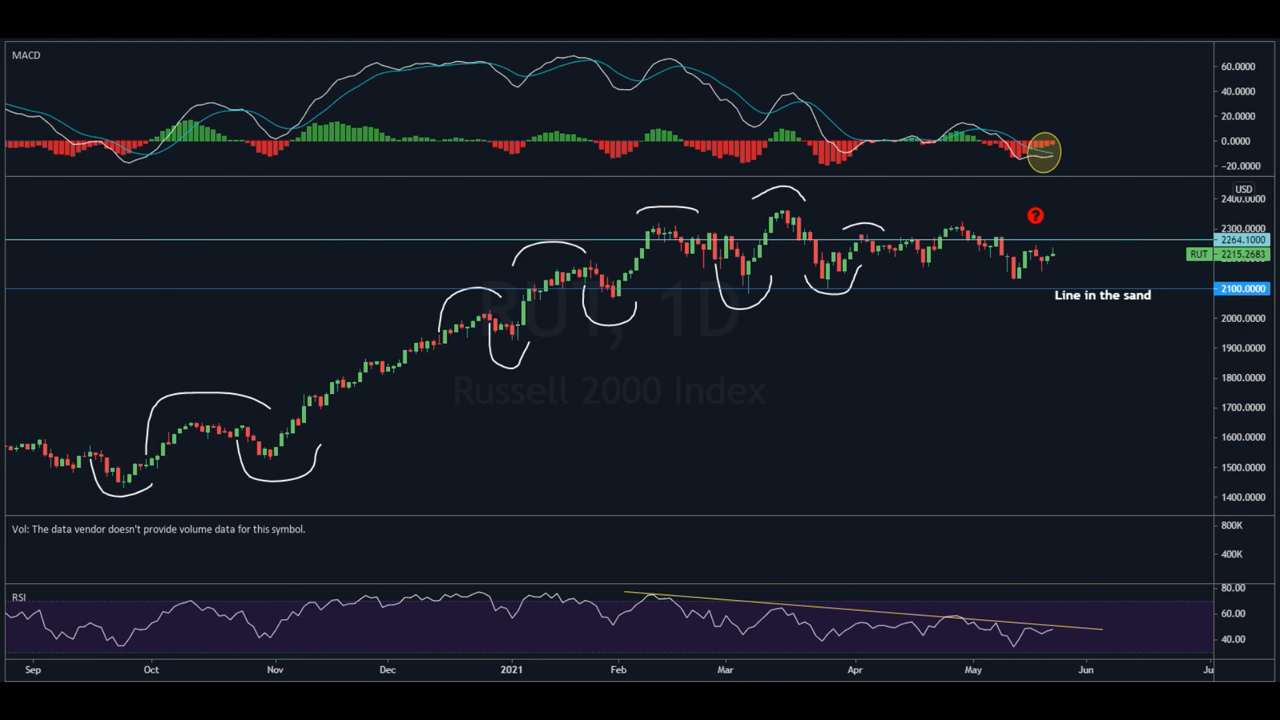 MACD
60.0000
40.0000
20.0000
0.0000
−20.0000
USD
2400.0000
2300.0000
2264.1000
RUT
2215.2683
2100.0000
Line in the sand
2000.0000
1900.0000
1800.0000
1700.0000
1600.0000
1500.0000
1400.0000
?
RUT, 1D
Russell 2000 Index
Vol: The data vendor doesn't provide volume data for this symbol.
800K
400K
RSI
80.00
60.00
40.00
Sep Oct Nov Dec 2021 Feb Mar Apr May Jun Ju